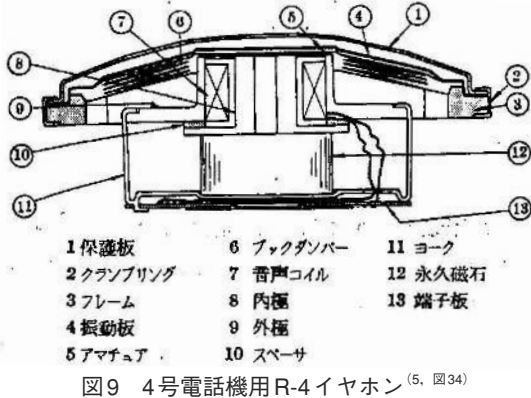 ⑦ ⑥ ⑤ ④ ①
⑧ ②
⑨ ③
⑩ ⑫
⑪ ⑬
1 保護板 6 ブックダンパー 11 ヨーク
2 クランプリング 7 音声コイル 12 永久磁石
3 フレーム 8 内極 13 端子板
4 振動板 9 外極
5 アマチュア 10 スペーサ
図9 4号電話機用R-4イヤホン(5, 図34)